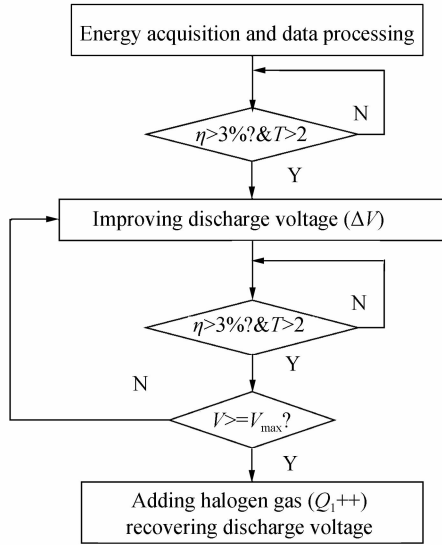 Energy acquisition and data processing
N
η>3%?&T>2
Y
Improving discharge voltage (ΔV)
N
η>3%?&T>2
Y
N
V>=Vmax?
Y
Adding halogen gas (Q₁++)
recovering discharge voltage